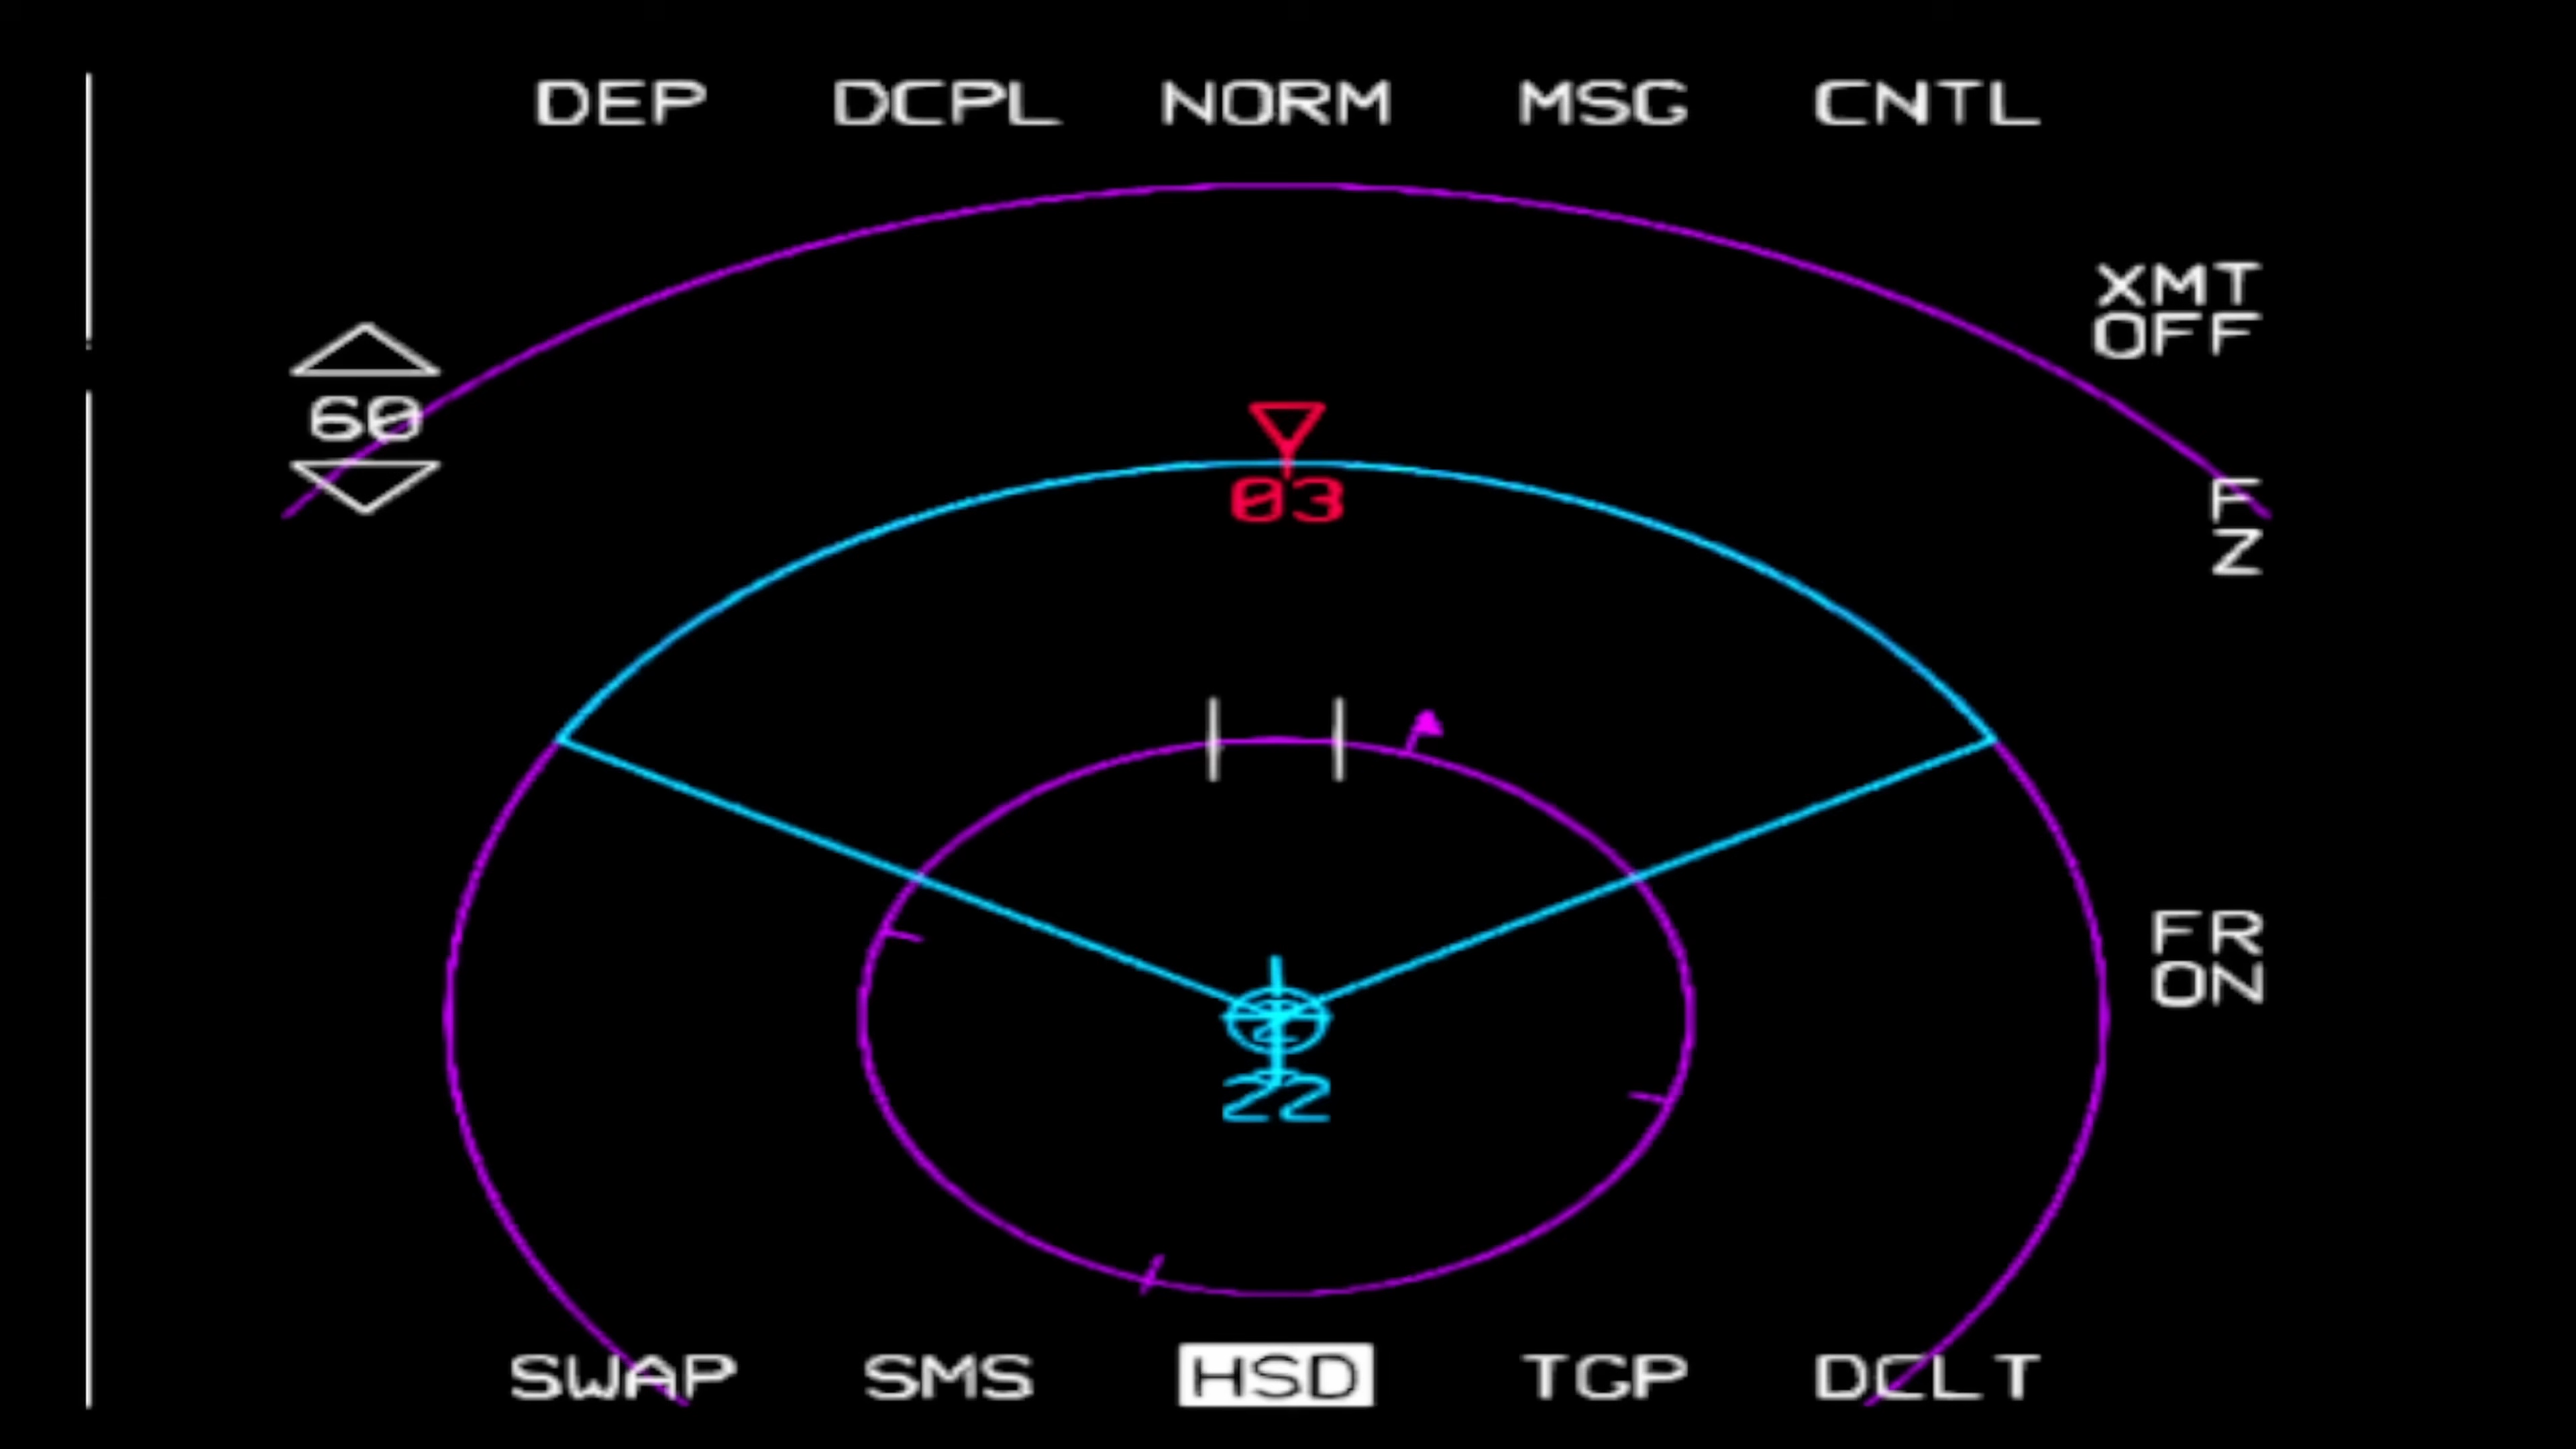 DEP DCPL NORM MSG CNTL
XMT
OFF
60
03
F
Z
FR
ON
22
SWAP SMS HSD TGP DCLT